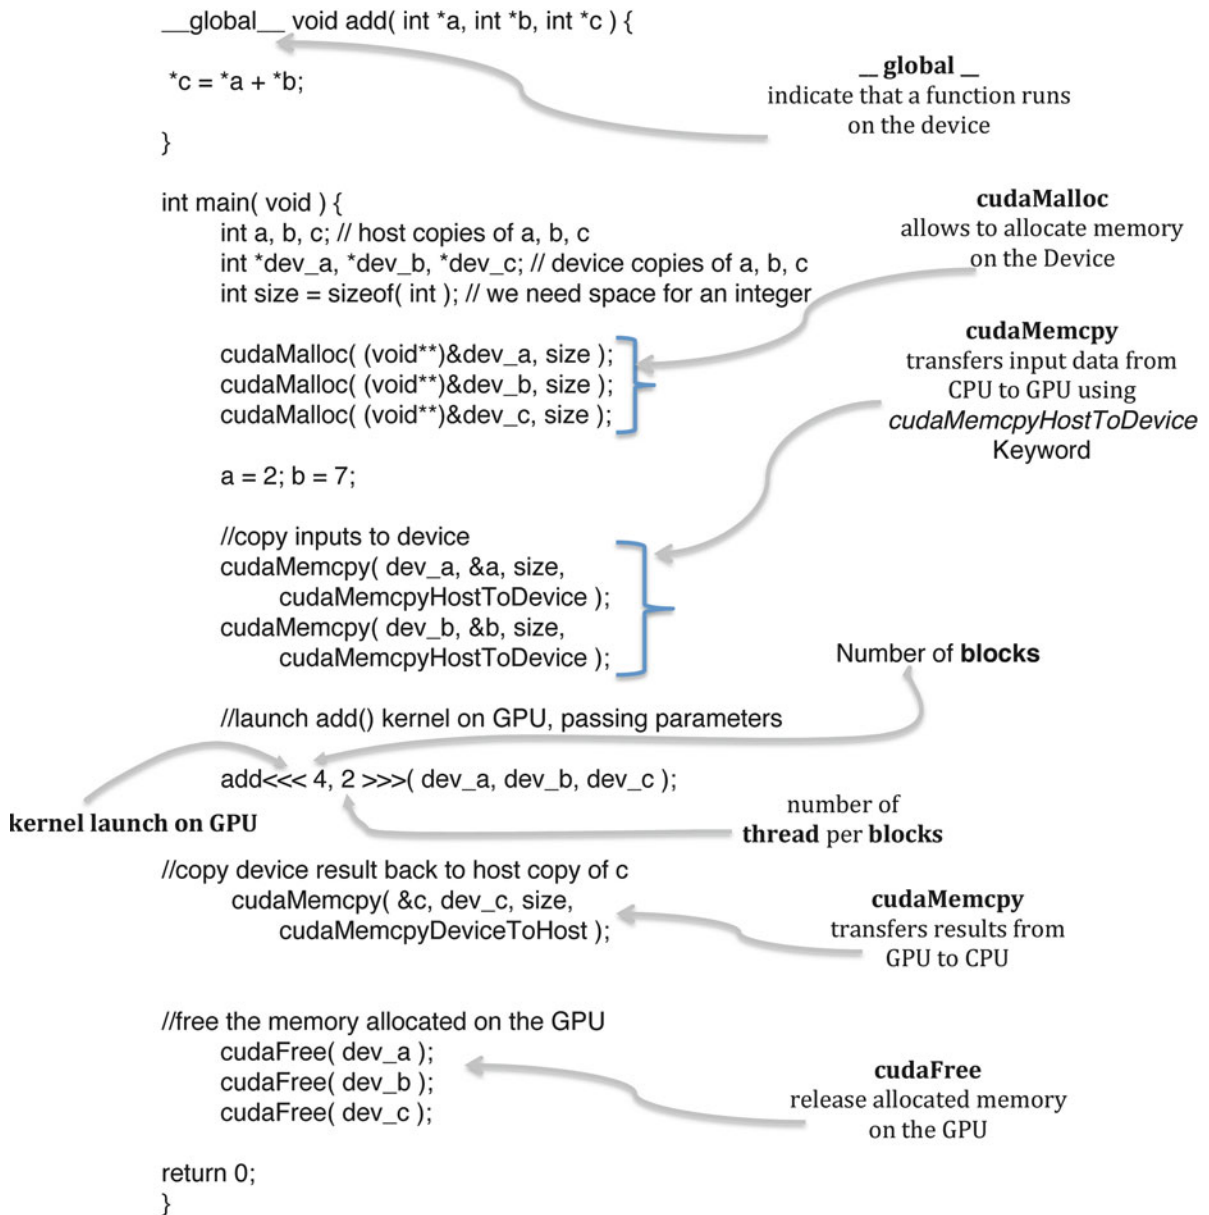 __global__ void add( int *a, int *b, int *c ) {
*c = *a + *b;
}
__ global __
indicate that a function runs
on the device
int main( void ) {
int a, b, c; // host copies of a, b, c
int *dev_a, *dev_b, *dev_c; // device copies of a, b, c
int size = sizeof( int ); // we need space for an integer
cudaMalloc
allows to allocate memory
on the Device
cudaMalloc( (void**)&dev_a, size );
cudaMalloc( (void**)&dev_b, size );
cudaMalloc( (void**)&dev_c, size );
cudaMemcpy
transfers input data from
CPU to GPU using
cudaMemcpyHostToDevice
Keyword
a = 2; b = 7;
//copy inputs to device
cudaMemcpy( dev_a, &a, size,
cudaMemcpyHostToDevice );
cudaMemcpy( dev_b, &b, size,
cudaMemcpyHostToDevice );
Number of blocks
//launch add() kernel on GPU, passing parameters
add<<< 4, 2 >>>( dev_a, dev_b, dev_c );
kernel launch on GPU
number of
thread per blocks
//copy device result back to host copy of c
cudaMemcpy( &c, dev_c, size,
cudaMemcpyDeviceToHost );
cudaMemcpy
transfers results from
GPU to CPU
//free the memory allocated on the GPU
cudaFree( dev_a );
cudaFree( dev_b );
cudaFree( dev_c );
cudaFree
release allocated memory
on the GPU
return 0;
}